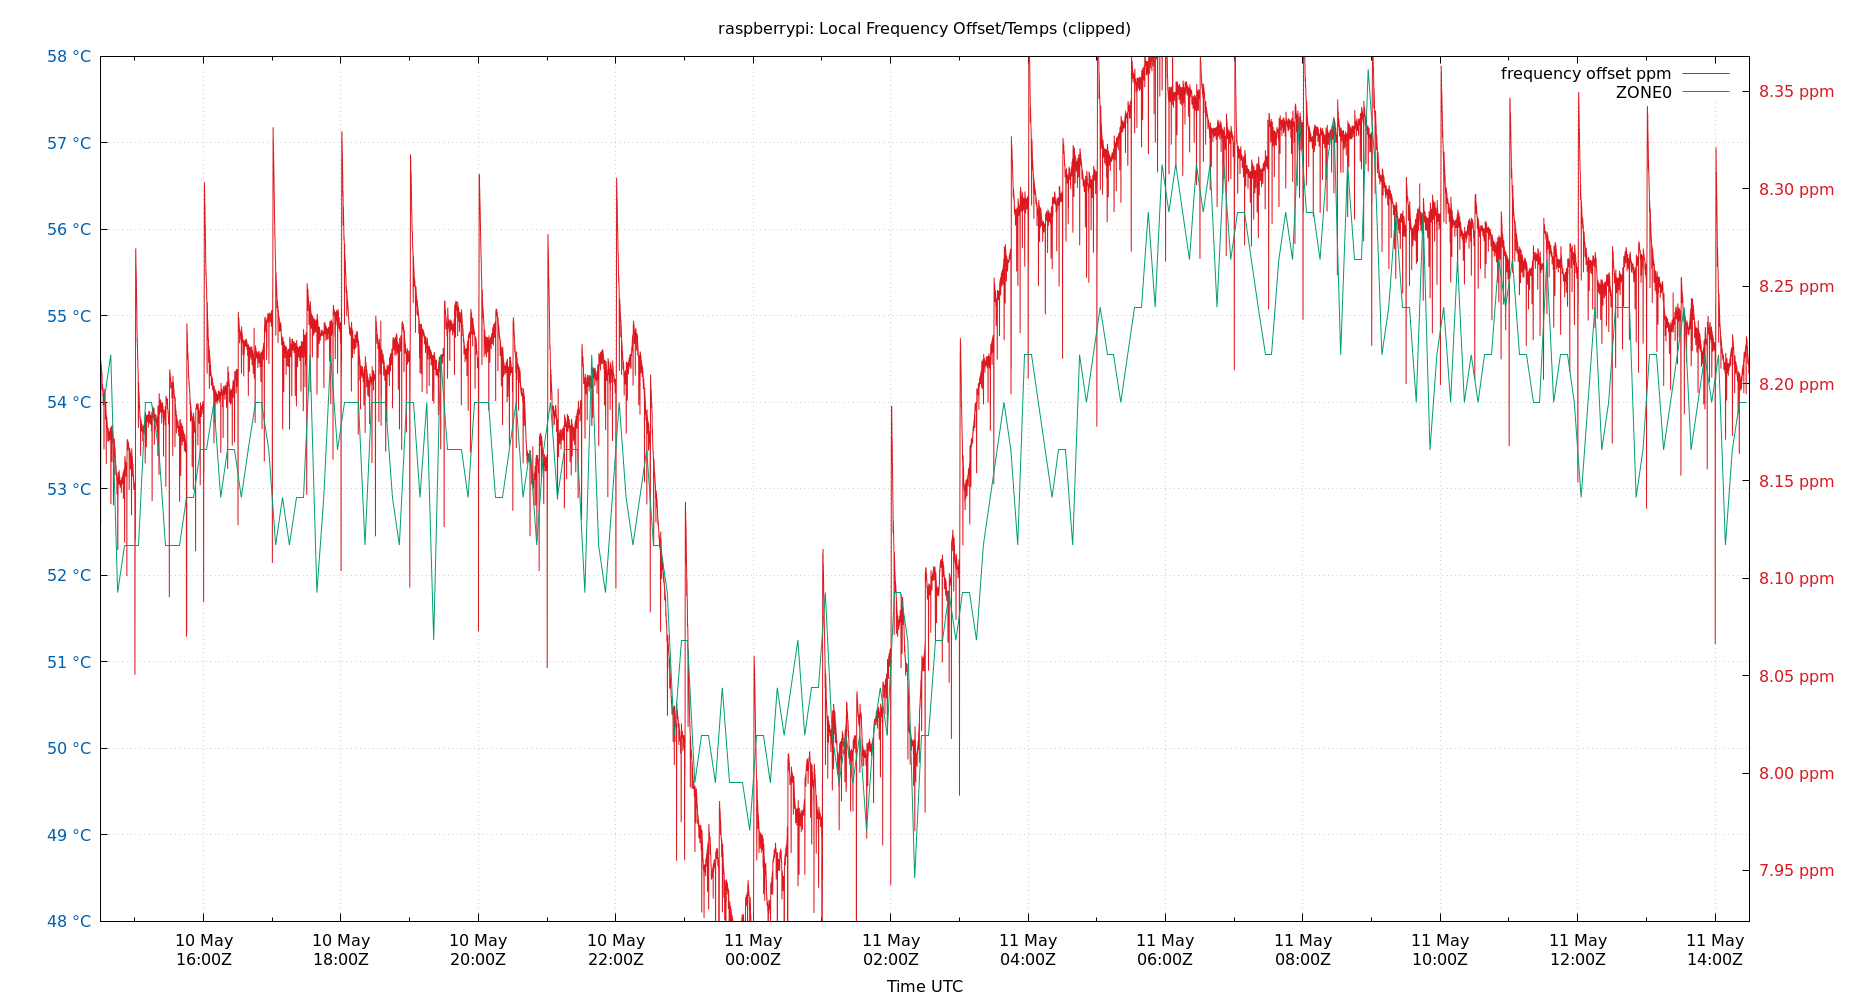 raspberrypi: Local Frequency Offset/Temps (clipped)
58 °C
57 °C
56 °C
55 °C
54 °C
53 °C
52 °C
51 °C
50 °C
49 °C
48 °C
frequency offset ppm
ZONE0
8.35 ppm
8.30 ppm
8.25 ppm
8.20 ppm
8.15 ppm
8.10 ppm
8.05 ppm
8.00 ppm
7.95 ppm
10 May 10 May 10 May 10 May 11 May 11 May 11 May 11 May 11 May 11 May 11 May 11 May
16:00Z 18:00Z 20:00Z 22:00Z 00:00Z 02:00Z 04:00Z 06:00Z 08:00Z 10:00Z 12:00Z 14:00Z
Time UTC